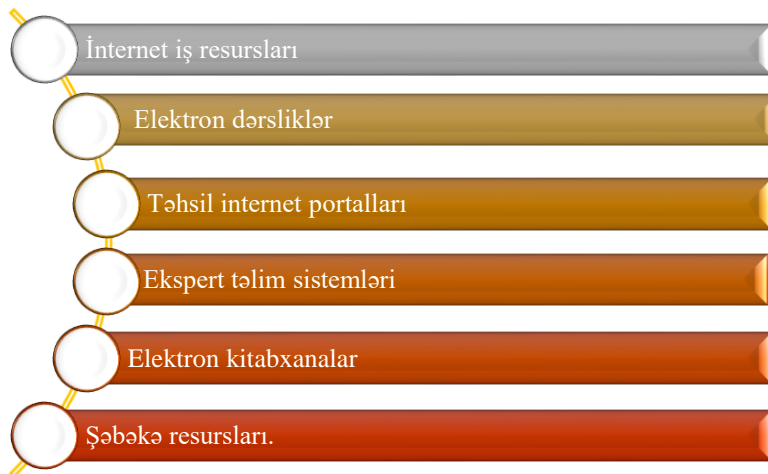 İnternet iş resursları
Elektron dərsliklər
Təhsil internet portalları
Ekspert təlim sistemləri
Elektron kitabxanalar
Şəbəkə resursları.